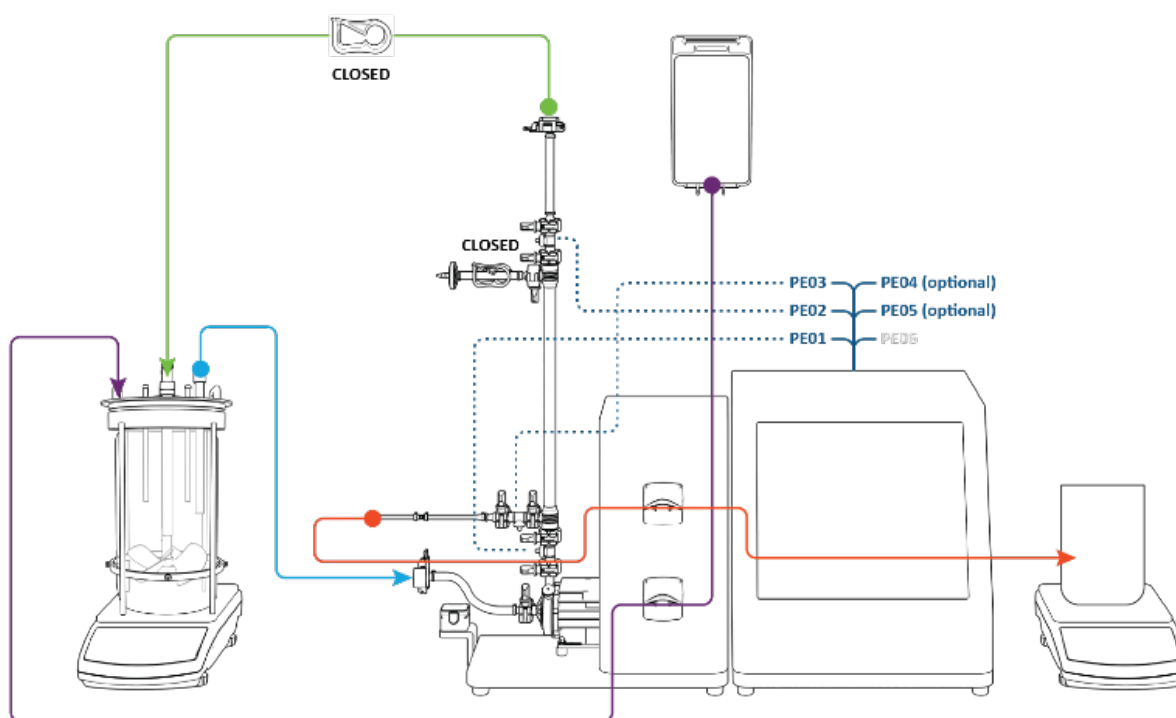 CLOSED
CLOSED
PE03 PE04 (optional)
PE02 PE05 (optional)
PE01 PE06